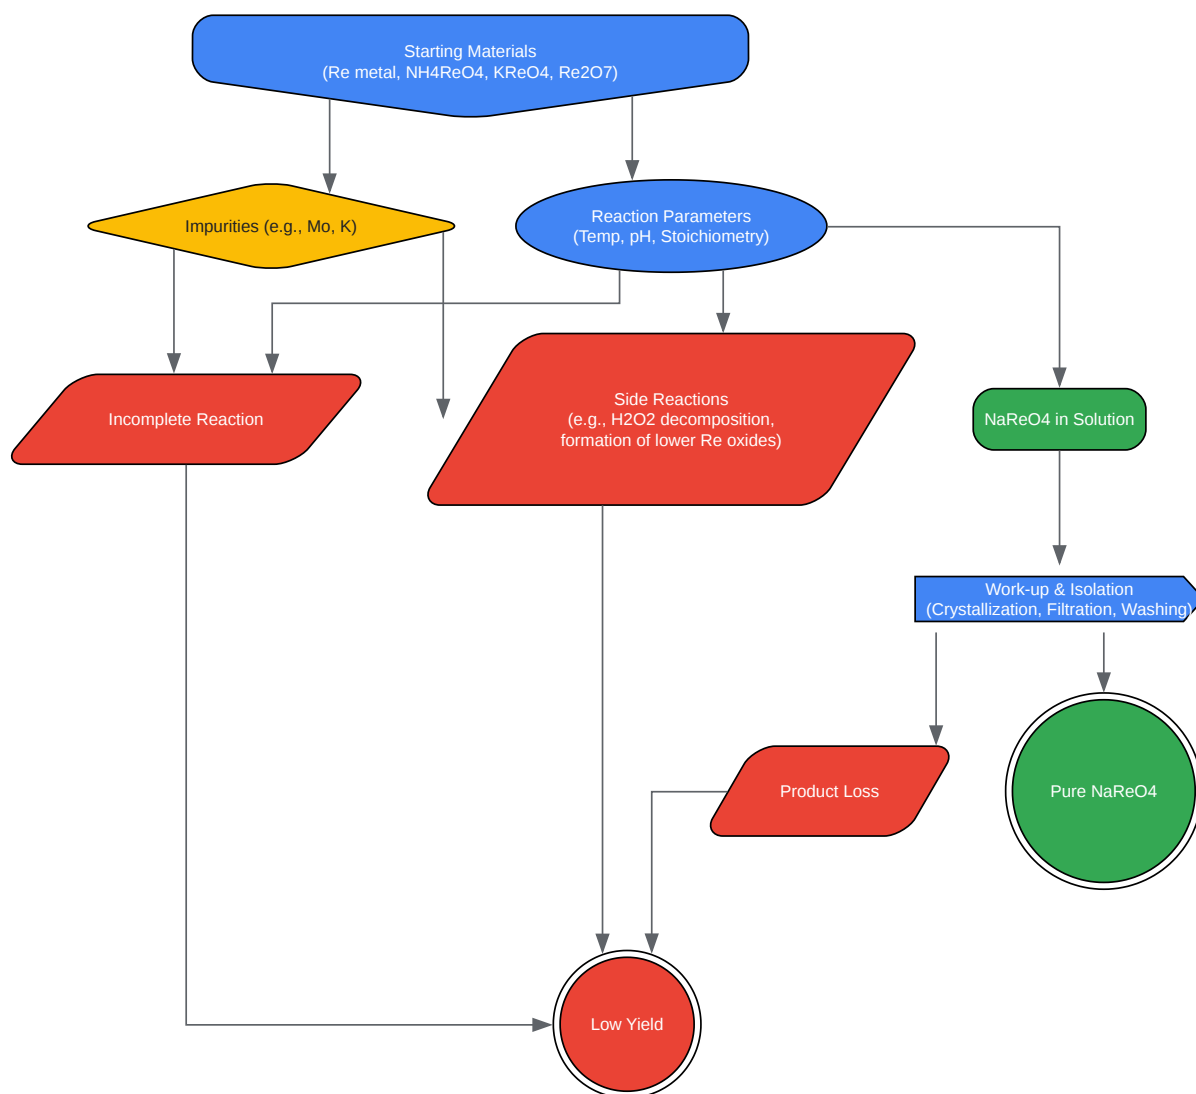 Starting Materials
(Re metal, NH4ReO4, KReO4, Re2O7)
Impurities (e.g., Mo, K)
Reaction Parameters
(Temp, pH, Stoichiometry)
Incomplete Reaction
Side Reactions
(e.g., H2O2 decomposition,
formation of lower Re oxides)
NaReO4 in Solution
Work-up & Isolation
(Crystallization, Filtration, Washing)
Product Loss
Pure NaReO4
Low Yield